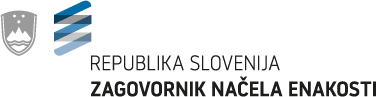 REPUBLIKA SLOVENIJA
ZAGOVORNIK NAČELA ENAKOSTI